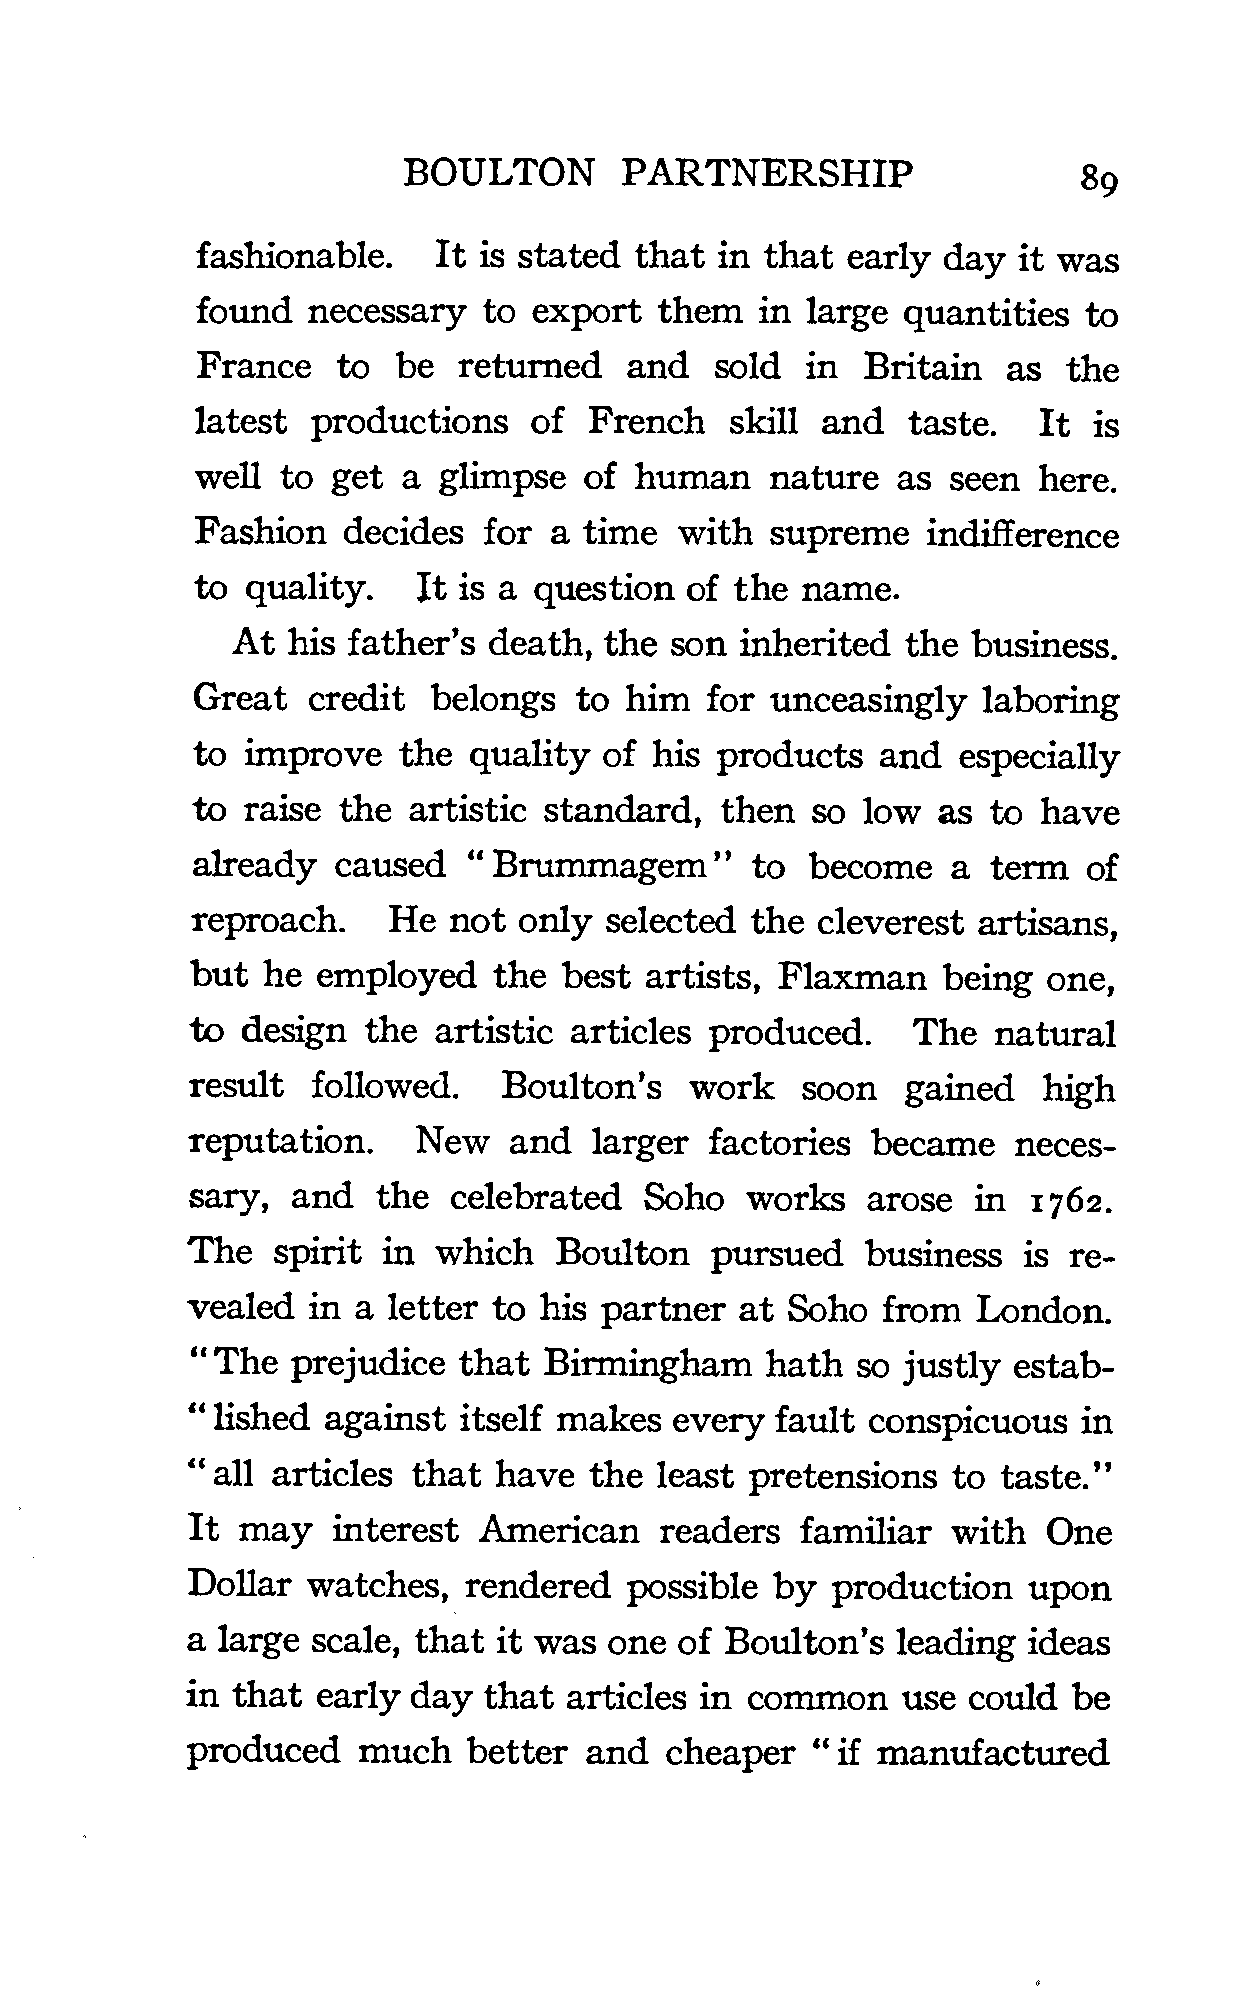 BOULTON PARTNERSHIP 89
fashionable. It is stated that in that early day it was
found necessary to export them in large quantities to
France to be returned and sold in Britain as the
latest productions of French skill and taste. It is
well to get a glimpse of human nature as seen here.
Fashion decides for a time with supreme indifference
to quality. It is a question of the name.
At his father's death, the son inherited the business.
Great credit belongs to him for unceasingly laboring
to improve the quality of his products and especially
to raise the artistic standard, then so low as to have
already caused "Brummagem" to become a term of
reproach. He not only selected the cleverest artisans,
but he employed the best artists, Flaxman being one,
to design the artistic articles produced. The natural
result followed. Boulton's work soon gained high
reputation. New and larger factories became neces-
sary, and the celebrated Soho works arose in 1762.
The spirit in which Boulton pursued business is re-
vealed in a letter to his partner at Soho from London.
"The prejudice that Birmingham hath so justly estab-
"lished against itself makes every fault conspicuous in
"all articles that have the least pretensions to taste."
It may interest American readers familiar with One
Dollar watches, rendered possible by production upon
a large scale, that it was one of Boulton's leading ideas
in that early day that articles in common use could be
produced much better and cheaper "if manufactured